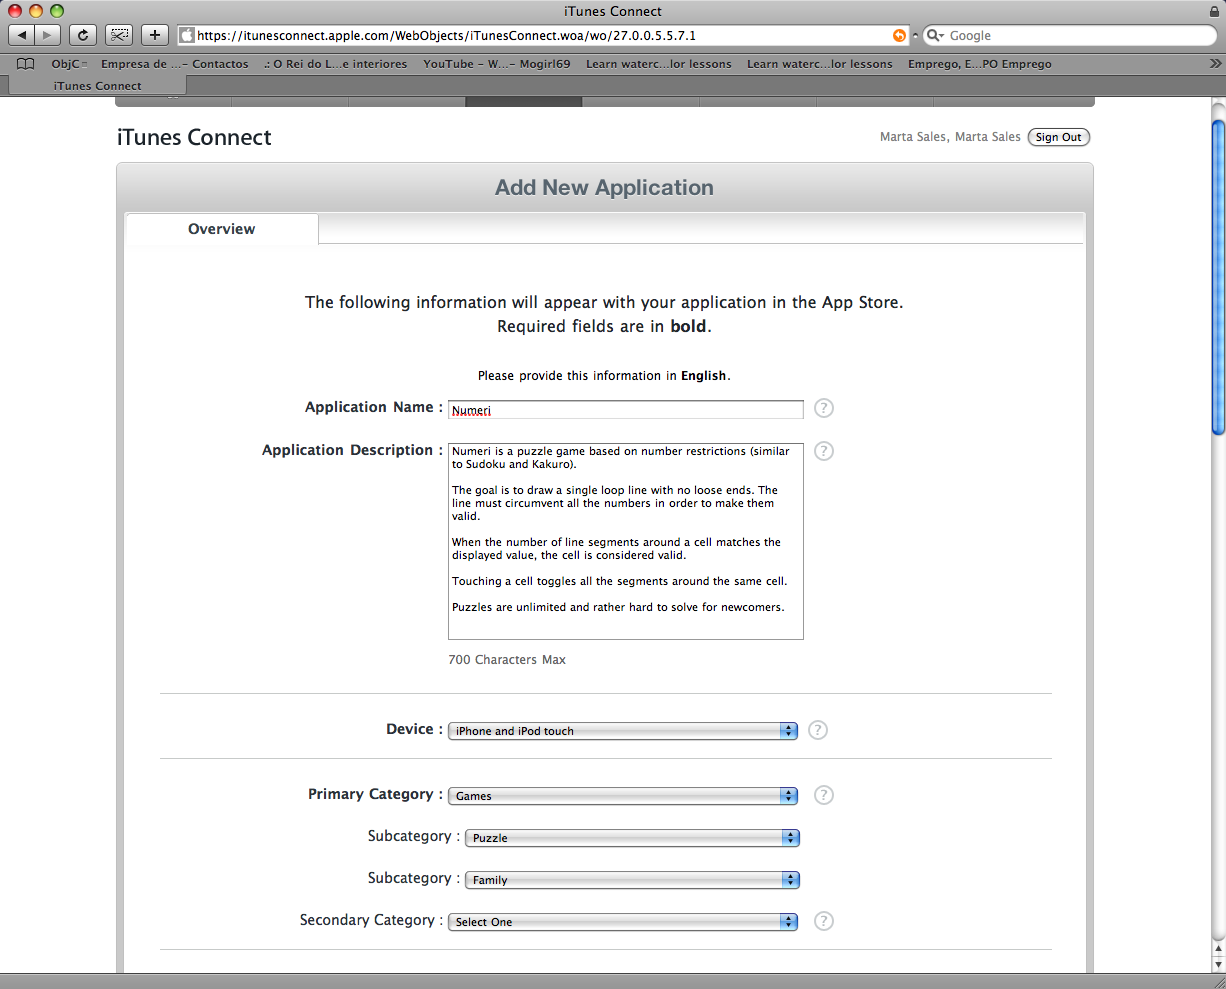 iTunes Connect
https://itunesconnect.apple.com/WebObjects/iTunesConnect.woa/wo/27.0.0.5.5.7.1
Google
ObjC
Empresa de ...- Contactos
.: O Rei do L...e interiores
YouTube - W...- Mogirl69
Learn waterc...lor lessons
Learn waterc...lor lessons
Emprego, E...PO Emprego
iTunes Connect
iTunes Connect
Marta Sales, Marta Sales
Sign Out
Add New Application
Overview
The following information will appear with your application in the App Store.
Required fields are in bold.
Please provide this information in English.
Application Name : Numeri ?
Application Description : ?
Numeri is a puzzle game based on number restrictions (similar
to Sudoku and Kakuro).
The goal is to draw a single loop line with no loose ends. The
line must circumvent all the numbers in order to make them
valid.
When the number of line segments around a cell matches the
displayed value, the cell is considered valid.
Touching a cell toggles all the segments around the same cell.
Puzzles are unlimited and rather hard to solve for newcomers.
700 Characters Max
Device : iPhone and iPod touch ?
Primary Category : Games ?
Subcategory : Puzzle
Subcategory : Family
Secondary Category : Select One ?